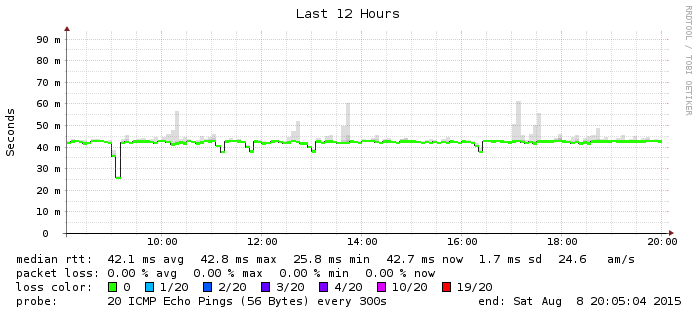 Last 12 Hours
RRDTOOL / TOBI OETIKER
Seconds
90 m
80 m
70 m
60 m
50 m
40 m
30 m
20 m
10 m
0
10:00 12:00 14:00 16:00 18:00 20:00
median rtt: 42.1 ms avg 42.8 ms max 25.8 ms min 42.7 ms now 1.7 ms sd 24.6 am/s
packet loss: 0.00 % avg 0.00 % max 0.00 % min 0.00 % now
loss color: 0 1/20 2/20 3/20 4/20 10/20 19/20
probe: 20 ICMP Echo Pings (56 Bytes) every 300s end: Sat Aug 8 20:05:04 2015